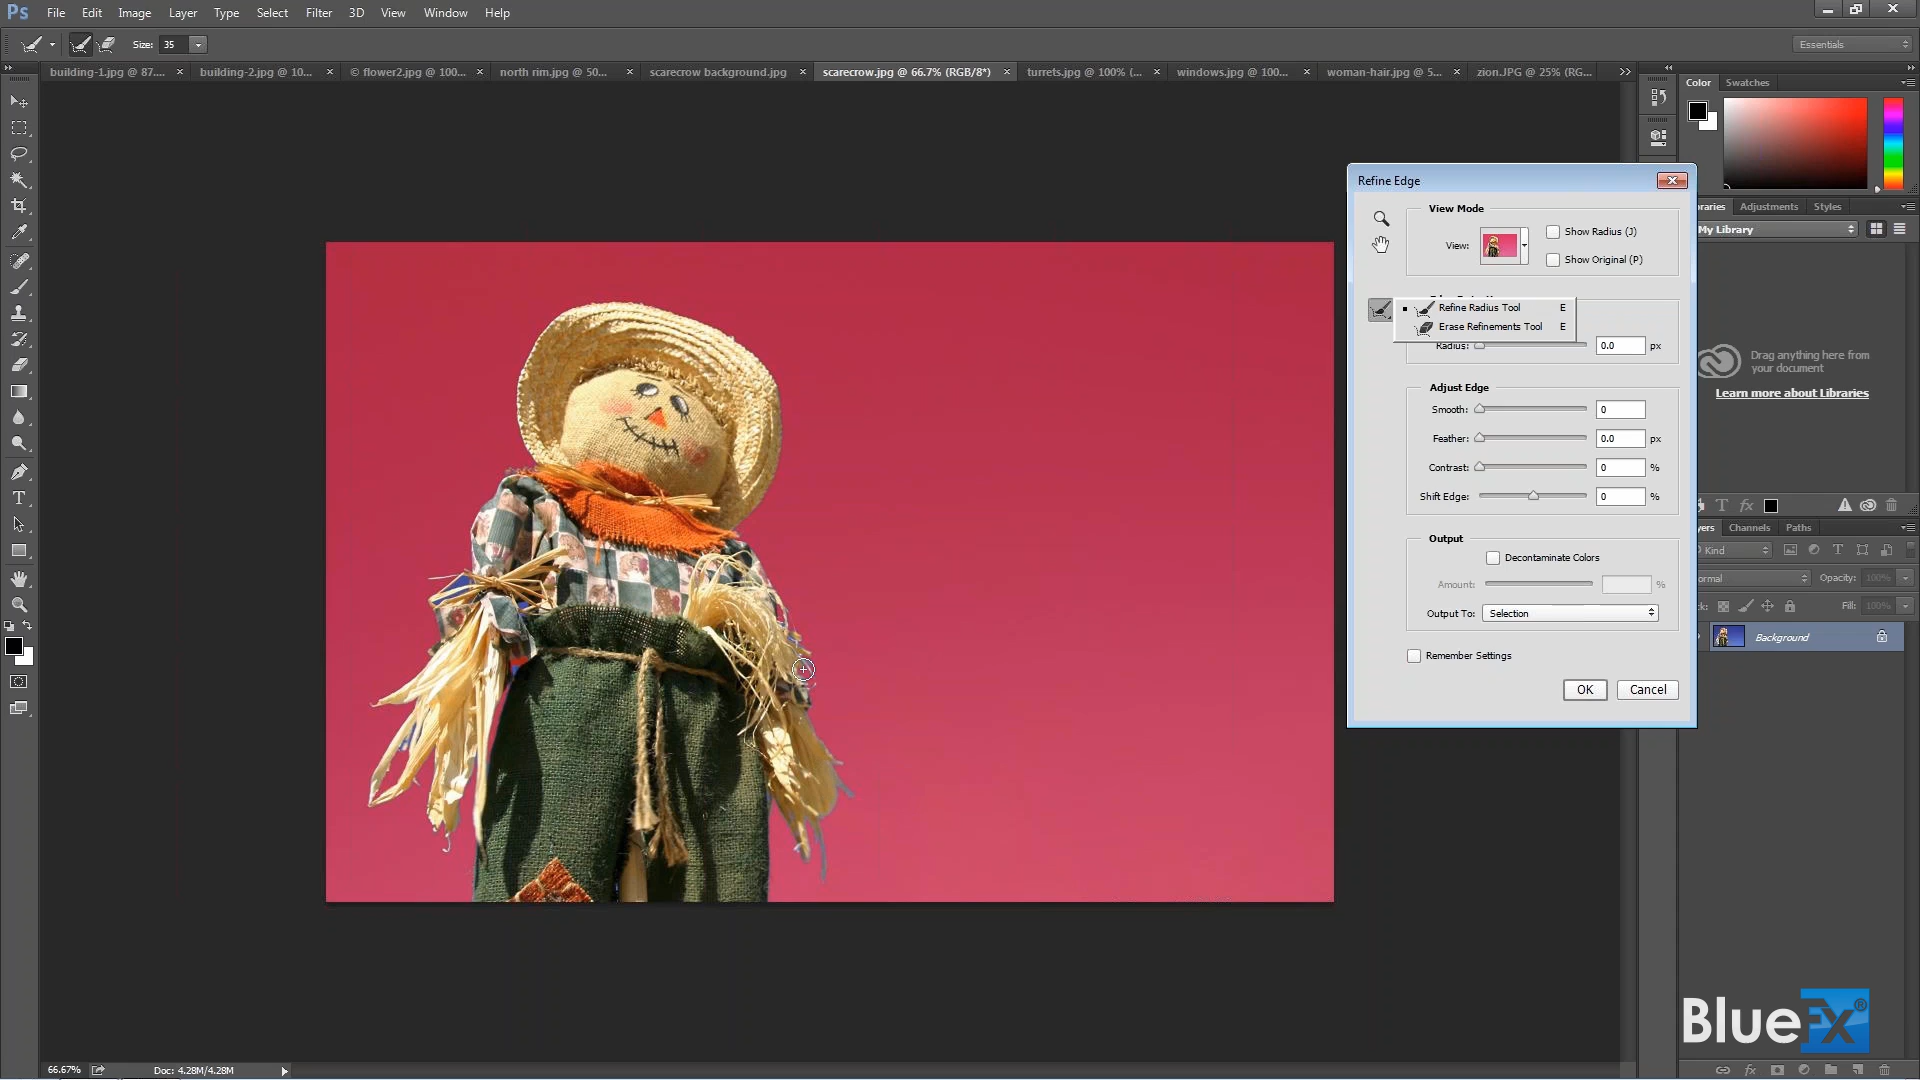 Ps File Edit Image Layer Type Select Filter 3D View Window Help
Size: 35 Essentials
building-1.jpg @ 87.... × building-2.jpg @ 10... × © flower2.jpg @ 100... × north rim.jpg @ 50... × scarecrow background.jpg × scarecrow.jpg @ 66.7% (RGB/8*) × turrets.jpg @ 100% (... × windows.jpg @ 100... × woman-hair.jpg @ 5... × zion.JPG @ 25% (RG...
Color Swatches
Refine Edge
View Mode
View:
Show Radius (J)
Show Original (P)
Refine Radius Tool E
Erase Refinements Tool E
Radius: 0.0 px
Adjust Edge
Smooth: 0
Feather: 0.0 px
Contrast: 0 %
Shift Edge: 0 %
Output
Decontaminate Colors
Amount: %
Output To: Selection
Remember Settings
OK Cancel
raries Adjustments Styles
My Library
Drag anything here from
your document
Learn more about Libraries
yers Channels Paths
Kind
ormal Opacity: 100%
ck: Fill: 100%
Background
BlueFX®
66.67% Doc: 4.28M/4.28M